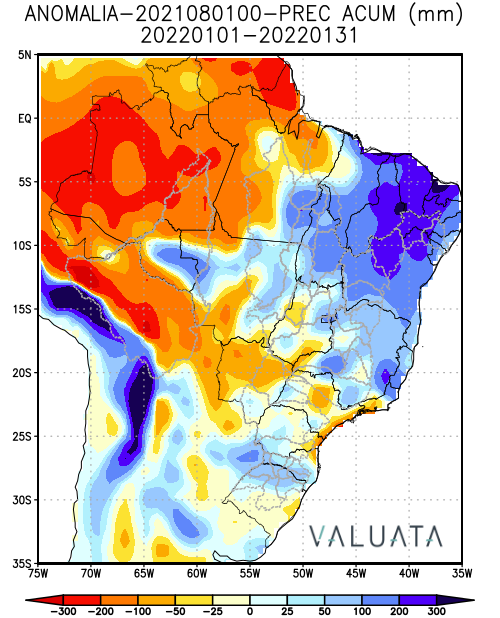 ANOMALIA-2021080100-PREC ACUM (mm)
20220101-20220131
5N
EQ
5S
10S
15S
20S
25S
30S
35S
VALUATA
75W 70W 65W 60W 55W 50W 45W 40W 35W
-300 -200 -100 -50 -25 0 25 50 100 200 300